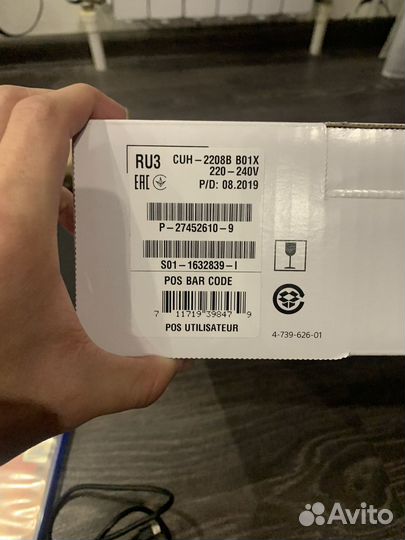 RU3
CUH-2208B B01X
220-240V
EAC
P/D: 08.2019
P-27452610-9
S01-1632839-I
POS BAR CODE
7 11719 39847 9
POS UTILISATEUR
4-739-626-01
Avito